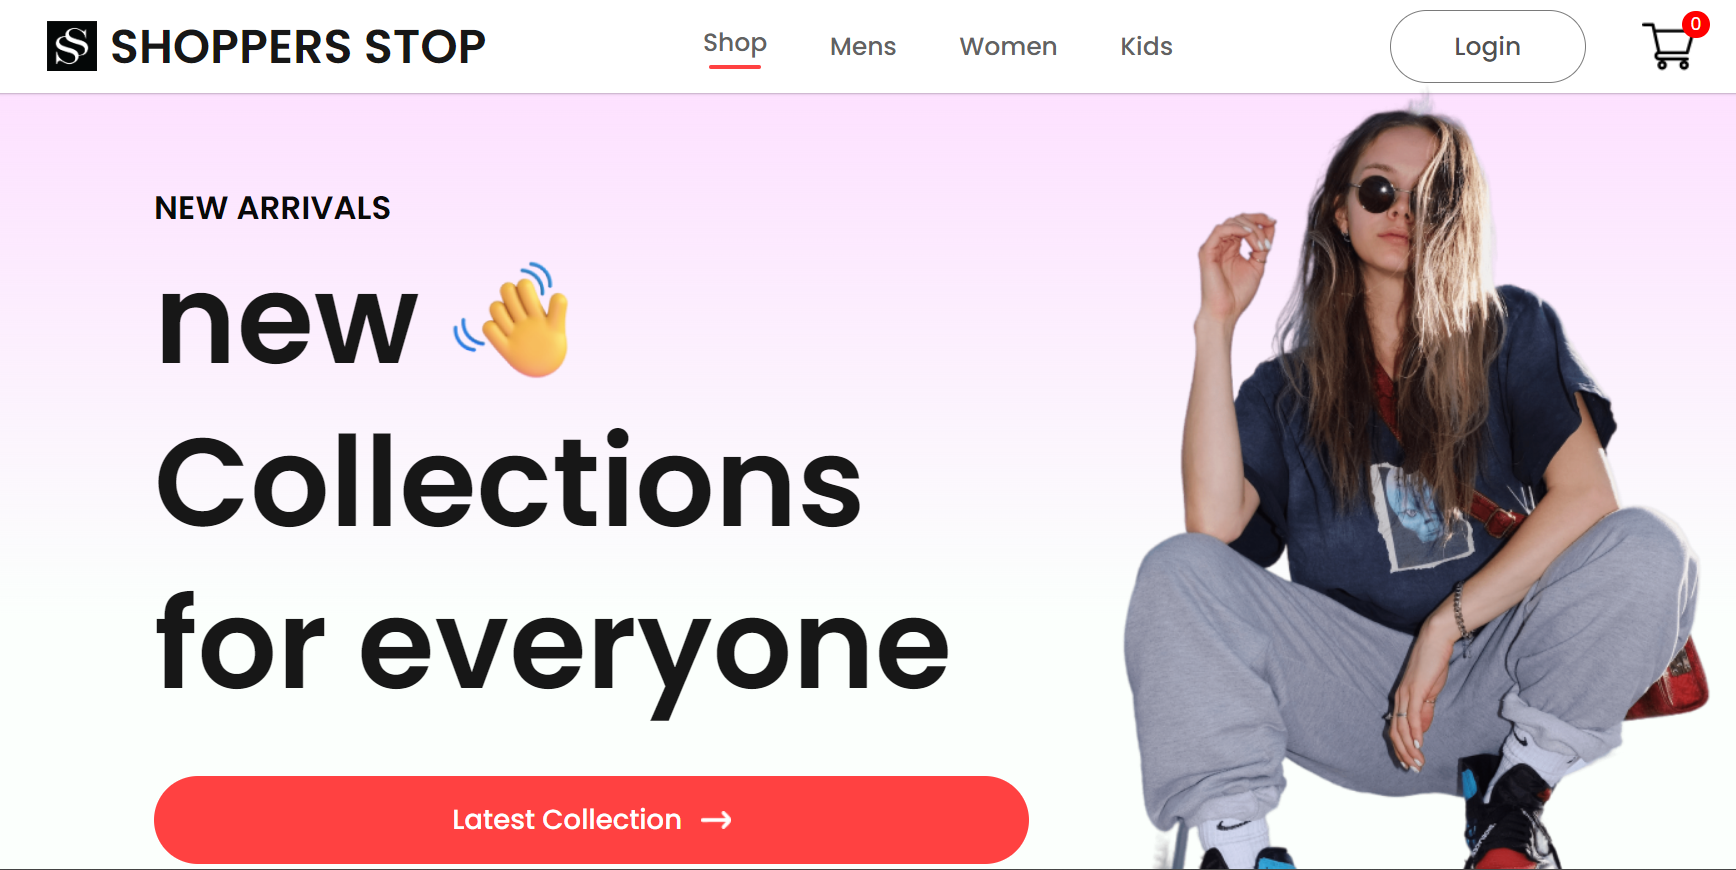 SHOPPERS STOP
Shop
Mens
Women
Kids
Login
0
NEW ARRIVALS
new 👋
Collections
for everyone
Latest Collection →